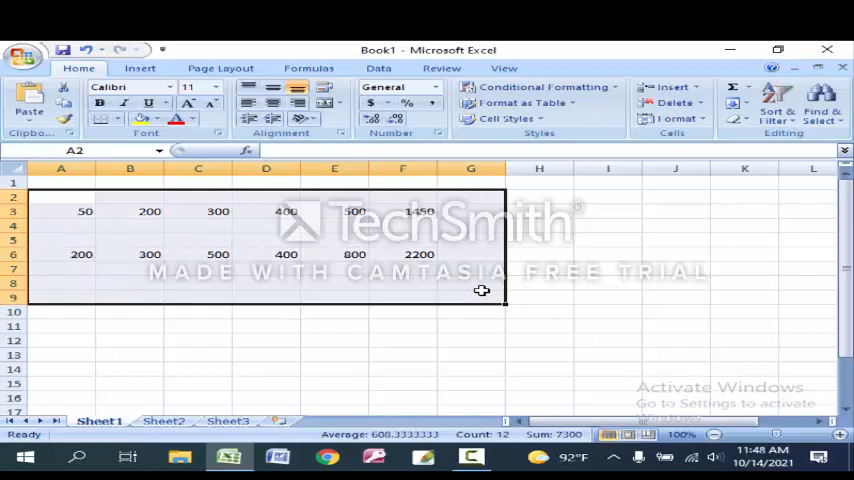 Book1 - Microsoft Excel
Home Insert Page Layout Formulas Data Review View
Paste
Calibri 11
B I U
General
$ % ,
Conditional Formatting
Format as Table
Cell Styles
Insert
Delete
Format
Σ
Sort & Filter
Find & Select
Clipbo... Font Alignment Number Styles Cells Editing
A2 fx
A B C D E F G H I J K L
1
2
3 50 200 300 400 500 1450
4
5
6 200 300 500 400 800 2200
7
8
9
10
11
12
13
14
15
16
17
TechSmith
MADE WITH CAMTASIA FREE TRIAL
Activate Windows
Go to Settings to activate
Windows.
Sheet1 Sheet2 Sheet3
Ready Average: 608.3333333 Count: 12 Sum: 7300 100%
92°F
11:48 AM
10/14/2021